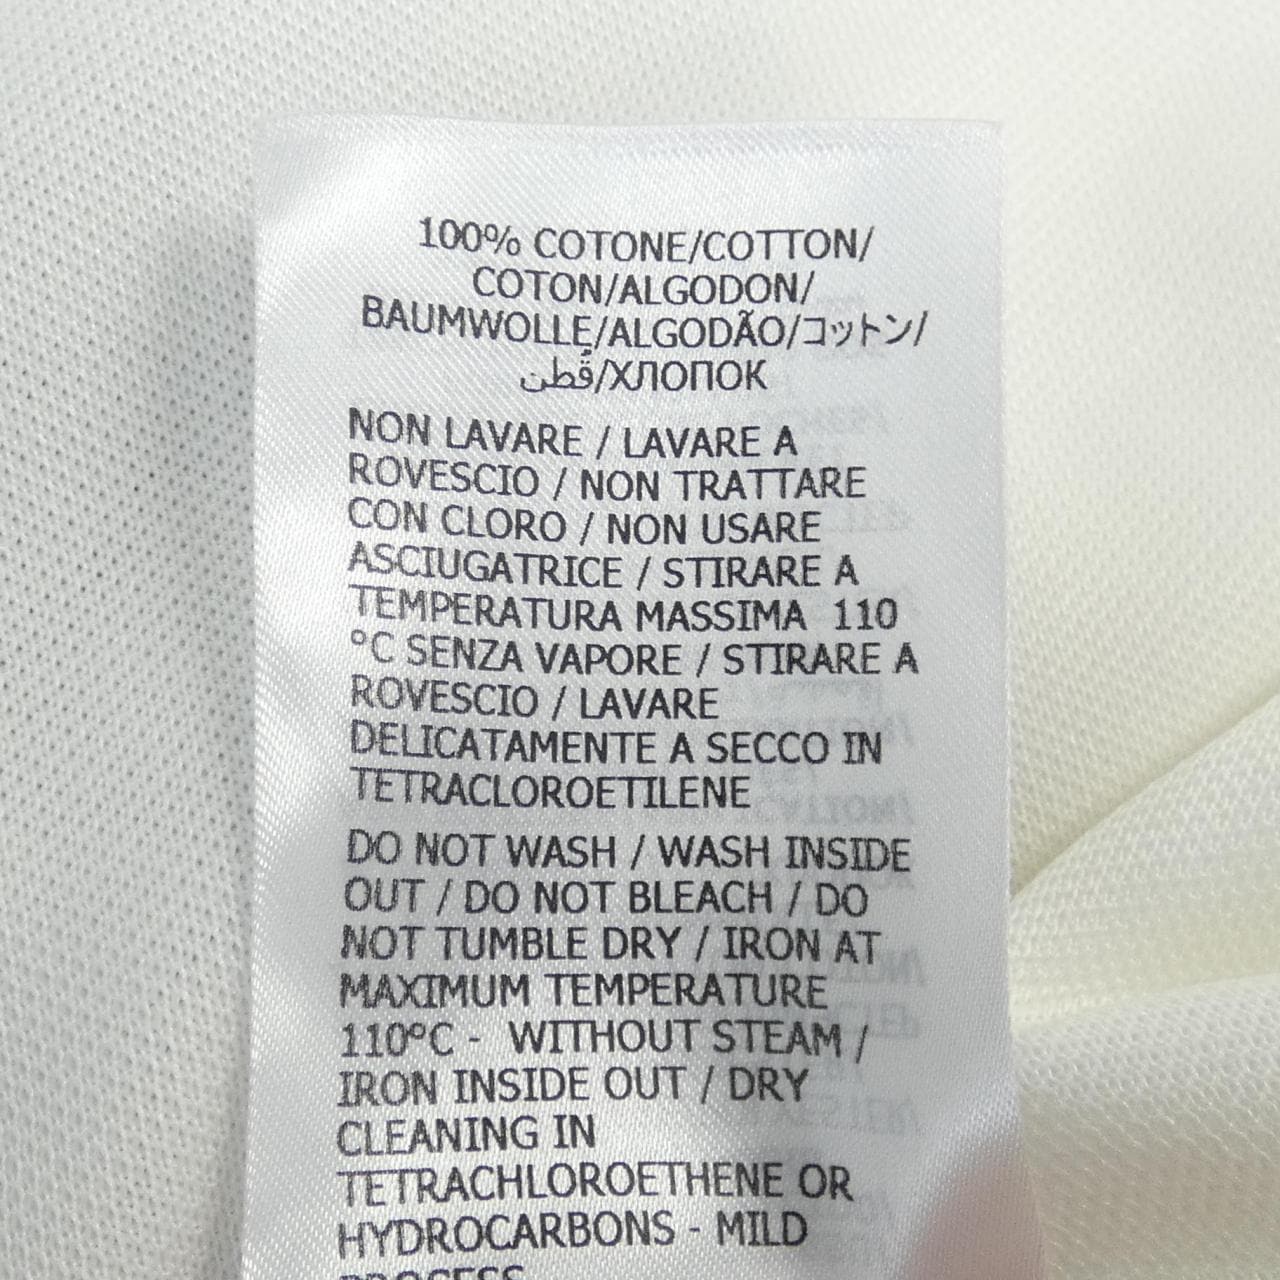 100% COTONE/COTTON/
COTON/ALGODON/
BAUMWOLLE/ALGODÃO/コットン/
قطن/ХЛОПОК
NON LAVARE / LAVARE A
ROVESCIO / NON TRATTARE
CON CLORO / NON USARE
ASCIUGATRICE / STIRARE A
TEMPERATURA MASSIMA 110
°C SENZA VAPORE / STIRARE A
ROVESCIO / LAVARE
DELICATAMENTE A SECCO IN
TETRACLOROETILENE
DO NOT WASH / WASH INSIDE
OUT / DO NOT BLEACH / DO
NOT TUMBLE DRY / IRON AT
MAXIMUM TEMPERATURE
110°C - WITHOUT STEAM /
IRON INSIDE OUT / DRY
CLEANING IN
TETRACHLOROETHENE OR
HYDROCARBONS - MILD
PROCESS